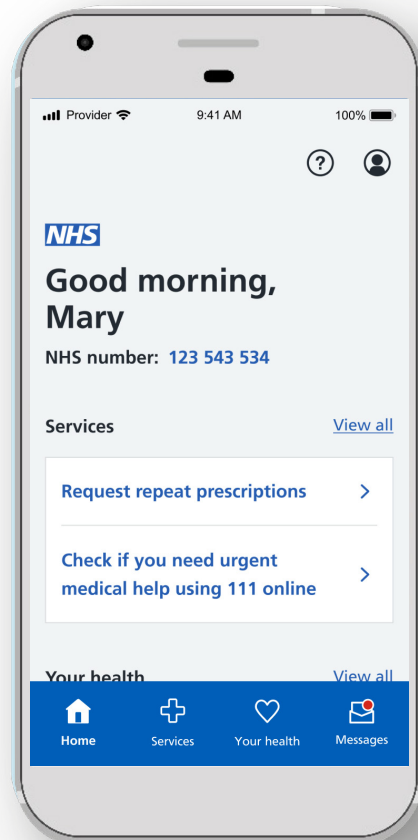 Provider 9:41 AM 100%
?
NHS
Good morning,
Mary
NHS number: 123 543 534
Services View all
Request repeat prescriptions
Check if you need urgent
medical help using 111 online
Your health View all
Home Services Your health Messages